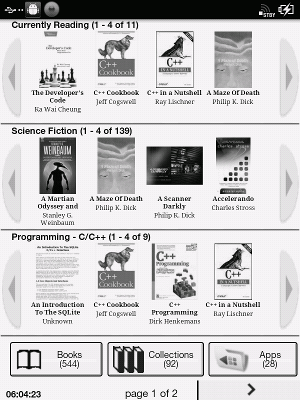 STBY
Currently Reading (1 - 4 of 11)
The Developer's Code
Ka Wai Cheung
C++ Cookbook
Jeff Cogswell
C++ in a Nutshell
Ray Lischner
A Maze Of Death
Philip K. Dick
Science Fiction (1 - 4 of 139)
WEINBAUM
A Martian Odyssey and
Stanley G. Weinbaum
A Maze Of Death
Philip K. Dick
A Scanner Darkly
Philip K. Dick
Accelerando
Charles Stross
Programming - C/C++ (1 - 4 of 9)
An Introduction To The SQLite
Unknown
C++ Cookbook
Jeff Cogswell
C++ Programming
Dirk Henkemans
C++ in a Nutshell
Ray Lischner
Books (544)
Collections (92)
Apps (28)
06:04:23
page 1 of 2